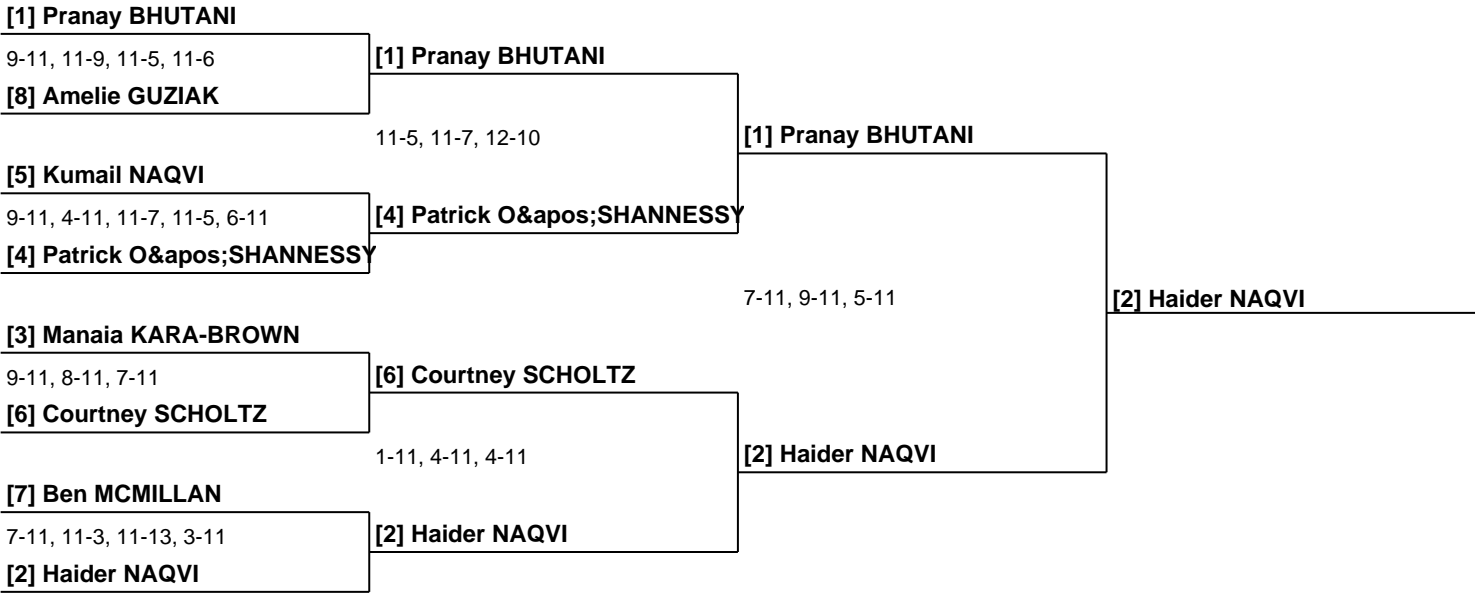 [1] Pranay BHUTANI
9-11, 11-9, 11-5, 11-6
[8] Amelie GUZIAK
[1] Pranay BHUTANI
11-5, 11-7, 12-10
[5] Kumail NAQVI
9-11, 4-11, 11-7, 11-5, 6-11
[4] Patrick O&apos;SHANNESSY
[4] Patrick O&apos;SHANNESSY
[1] Pranay BHUTANI
7-11, 9-11, 5-11
[2] Haider NAQVI
[3] Manaia KARA-BROWN
9-11, 8-11, 7-11
[6] Courtney SCHOLTZ
[6] Courtney SCHOLTZ
1-11, 4-11, 4-11
[7] Ben MCMILLAN
7-11, 11-3, 11-13, 3-11
[2] Haider NAQVI
[2] Haider NAQVI
[2] Haider NAQVI